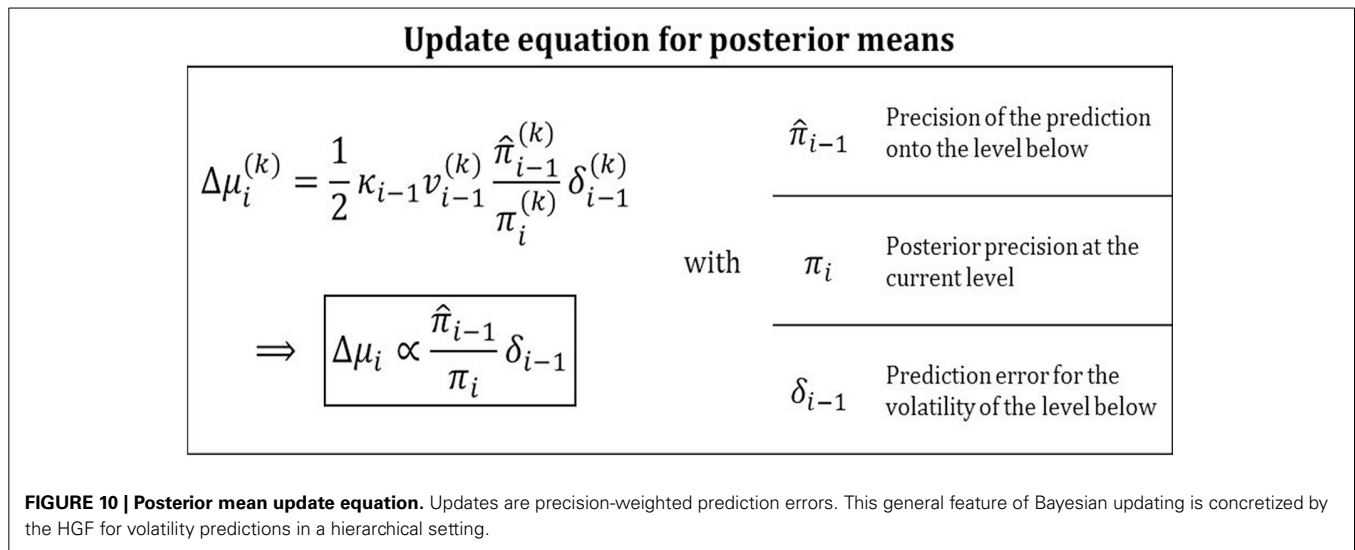 Update equation for posterior means
Δμ_i^(k) = 1/2 κ_{i−1} v_{i−1}^(k) π̂_{i−1}^(k)/π_i^(k) δ_{i−1}^(k)
⟹ Δμ_i ∝ π̂_{i−1}/π_i δ_{i−1}
with
π̂_{i−1} Precision of the prediction
onto the level below
π_i Posterior precision at the
current level
δ_{i−1} Prediction error for the
volatility of the level below
FIGURE 10 | Posterior mean update equation. Updates are precision-weighted prediction errors. This general feature of Bayesian updating is concretized by
the HGF for volatility predictions in a hierarchical setting.